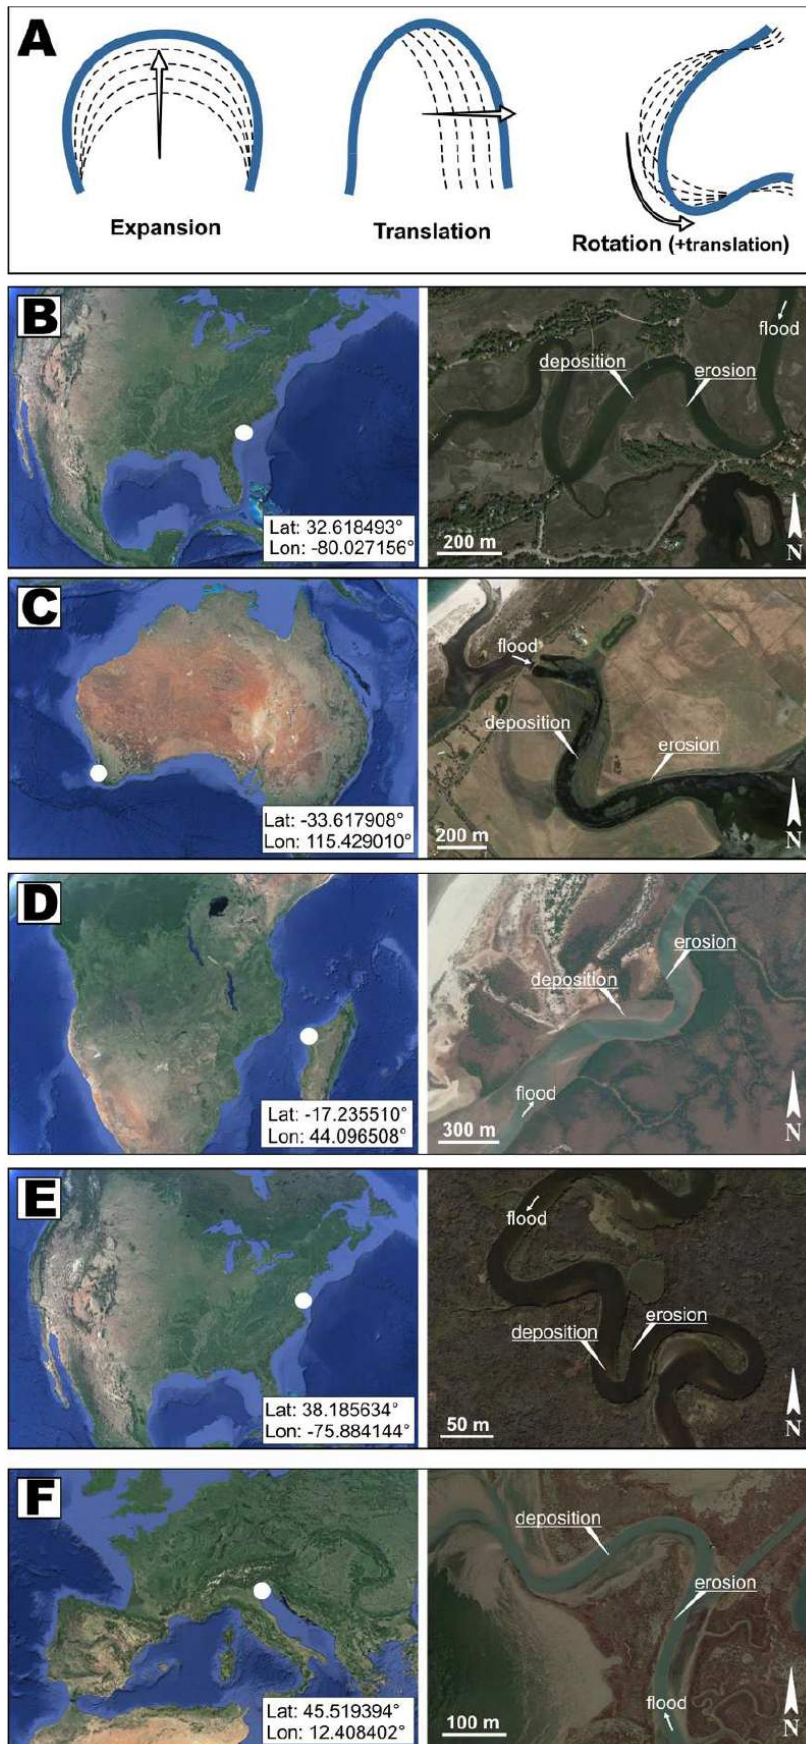 A
Expansion
Translation
Rotation (+translation)
B
Lat: 32.618493°
Lon: -80.027156°
flood
deposition
erosion
200 m
N
C
Lat: -33.617908°
Lon: 115.429010°
flood
deposition
erosion
200 m
N
D
Lat: -17.235510°
Lon: 44.096508°
erosion
deposition
flood
300 m
N
E
Lat: 38.185634°
Lon: -75.884144°
flood
erosion
deposition
50 m
N
F
Lat: 45.519394°
Lon: 12.408402°
deposition
erosion
flood
100 m
N